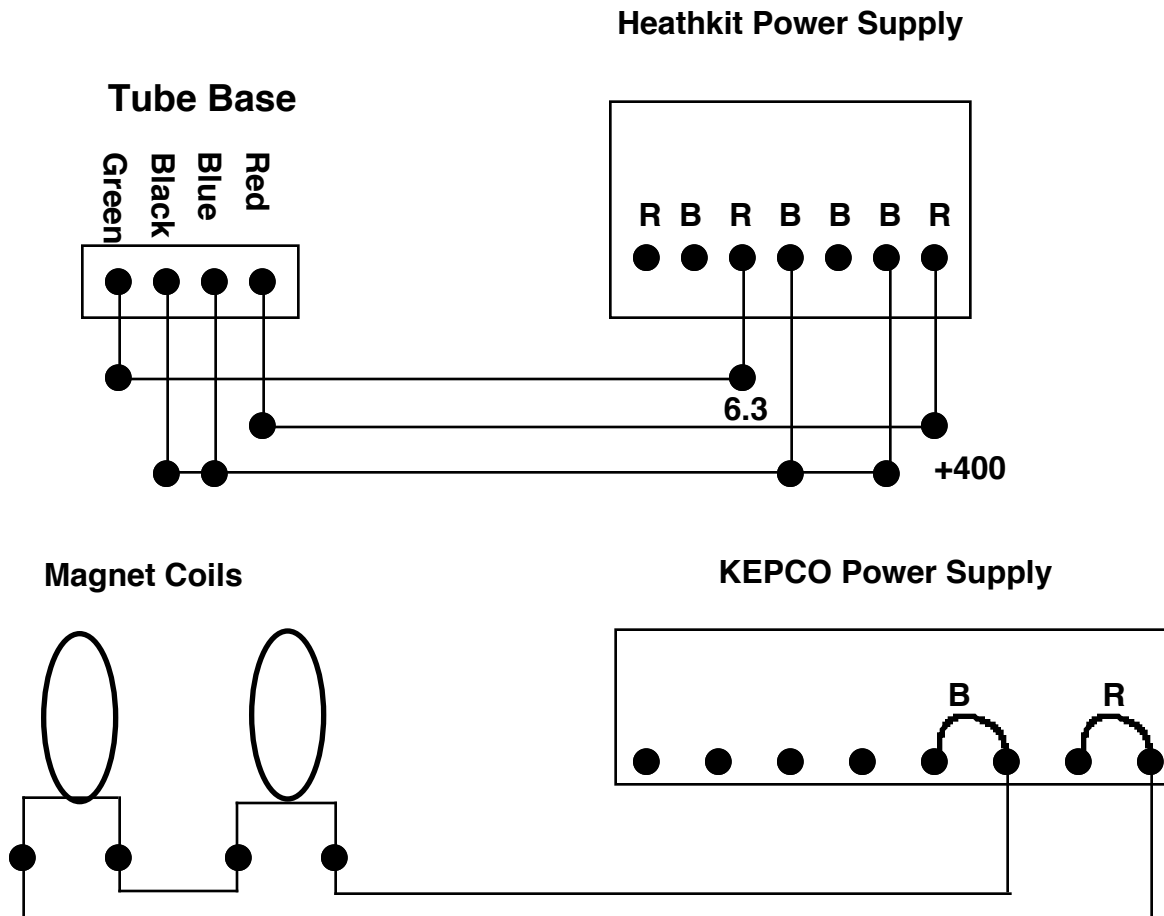 Heathkit Power Supply
Tube Base
Green
Black
Blue
Red
R B R B B B R
6.3
+400
Magnet Coils
KEPCO Power Supply
B R